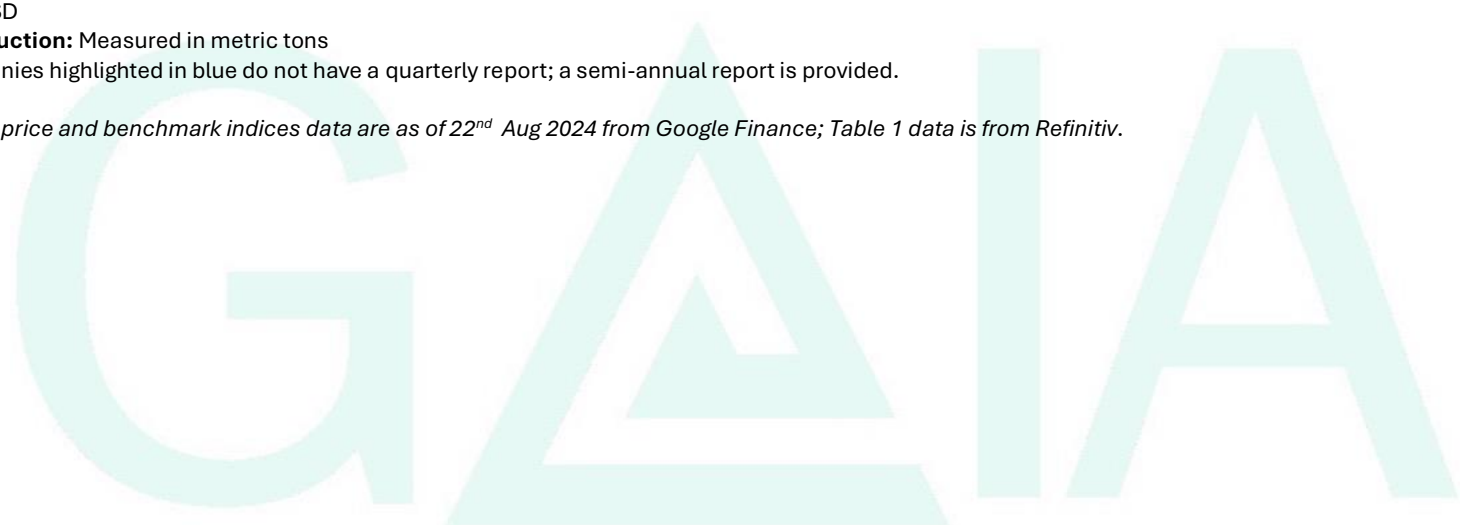 SD
uction: Measured in metric tons
nies highlighted in blue do not have a quarterly report; a semi-annual report is provided.
price and benchmark indices data are as of 22nd Aug 2024 from Google Finance; Table 1 data is from Refinitiv.
GAIA